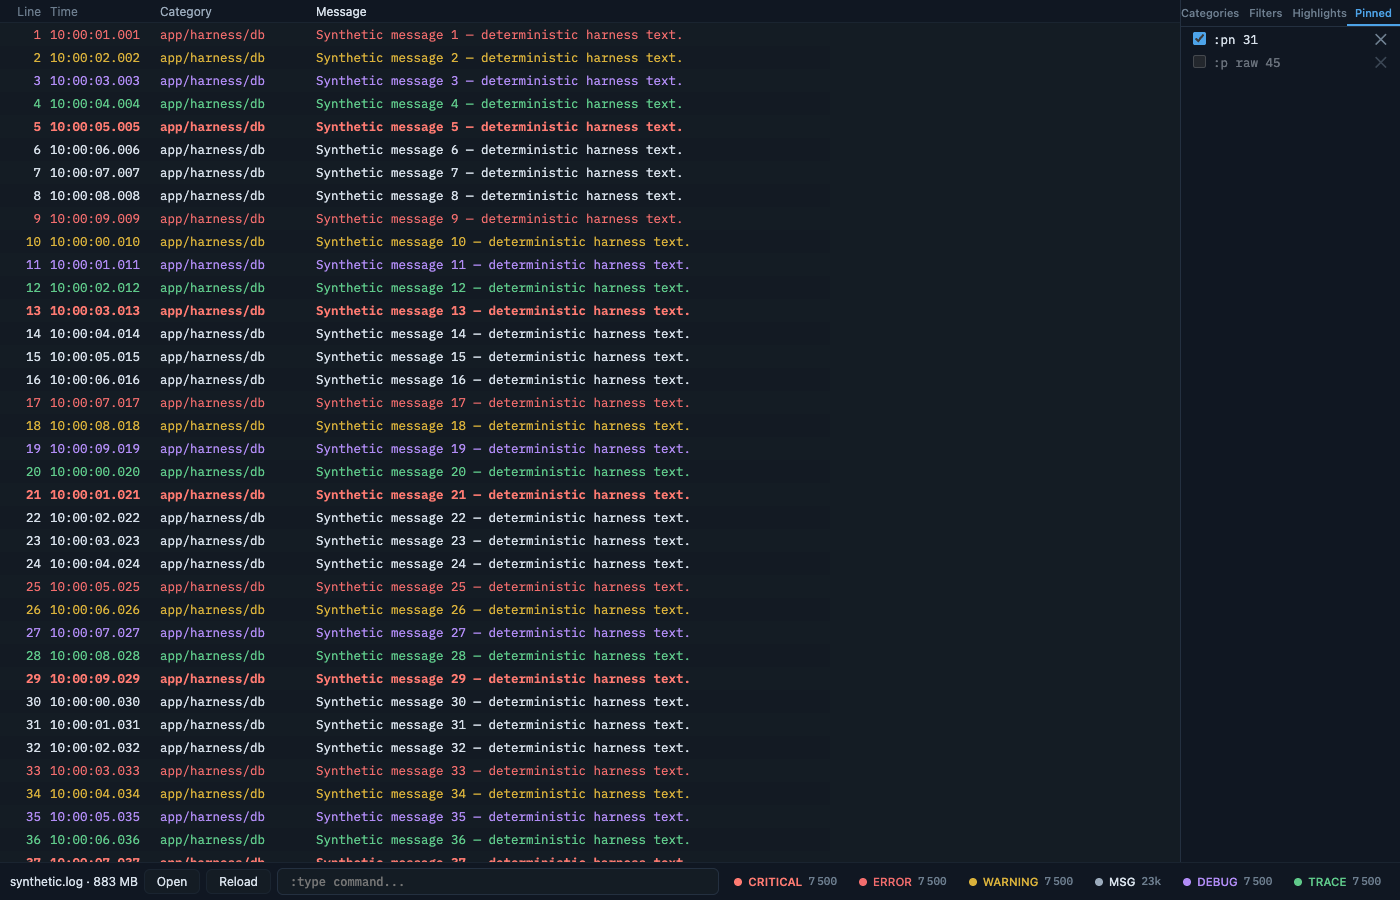 Line Time Category Message
1 10:00:01.001 app/harness/db Synthetic message 1 — deterministic harness text.
2 10:00:02.002 app/harness/db Synthetic message 2 — deterministic harness text.
3 10:00:03.003 app/harness/db Synthetic message 3 — deterministic harness text.
4 10:00:04.004 app/harness/db Synthetic message 4 — deterministic harness text.
5 10:00:05.005 app/harness/db Synthetic message 5 — deterministic harness text.
6 10:00:06.006 app/harness/db Synthetic message 6 — deterministic harness text.
7 10:00:07.007 app/harness/db Synthetic message 7 — deterministic harness text.
8 10:00:08.008 app/harness/db Synthetic message 8 — deterministic harness text.
9 10:00:09.009 app/harness/db Synthetic message 9 — deterministic harness text.
10 10:00:00.010 app/harness/db Synthetic message 10 — deterministic harness text.
11 10:00:01.011 app/harness/db Synthetic message 11 — deterministic harness text.
12 10:00:02.012 app/harness/db Synthetic message 12 — deterministic harness text.
13 10:00:03.013 app/harness/db Synthetic message 13 — deterministic harness text.
14 10:00:04.014 app/harness/db Synthetic message 14 — deterministic harness text.
15 10:00:05.015 app/harness/db Synthetic message 15 — deterministic harness text.
16 10:00:06.016 app/harness/db Synthetic message 16 — deterministic harness text.
17 10:00:07.017 app/harness/db Synthetic message 17 — deterministic harness text.
18 10:00:08.018 app/harness/db Synthetic message 18 — deterministic harness text.
19 10:00:09.019 app/harness/db Synthetic message 19 — deterministic harness text.
20 10:00:00.020 app/harness/db Synthetic message 20 — deterministic harness text.
21 10:00:01.021 app/harness/db Synthetic message 21 — deterministic harness text.
22 10:00:02.022 app/harness/db Synthetic message 22 — deterministic harness text.
23 10:00:03.023 app/harness/db Synthetic message 23 — deterministic harness text.
24 10:00:04.024 app/harness/db Synthetic message 24 — deterministic harness text.
25 10:00:05.025 app/harness/db Synthetic message 25 — deterministic harness text.
26 10:00:06.026 app/harness/db Synthetic message 26 — deterministic harness text.
27 10:00:07.027 app/harness/db Synthetic message 27 — deterministic harness text.
28 10:00:08.028 app/harness/db Synthetic message 28 — deterministic harness text.
29 10:00:09.029 app/harness/db Synthetic message 29 — deterministic harness text.
30 10:00:00.030 app/harness/db Synthetic message 30 — deterministic harness text.
31 10:00:01.031 app/harness/db Synthetic message 31 — deterministic harness text.
32 10:00:02.032 app/harness/db Synthetic message 32 — deterministic harness text.
33 10:00:03.033 app/harness/db Synthetic message 33 — deterministic harness text.
34 10:00:04.034 app/harness/db Synthetic message 34 — deterministic harness text.
35 10:00:05.035 app/harness/db Synthetic message 35 — deterministic harness text.
36 10:00:06.036 app/harness/db Synthetic message 36 — deterministic harness text.
37 10:00:07.037 app/harness/db Synthetic message 37 — deterministic harness text.
Categories Filters Highlights Pinned
:pn 31
:p raw 45
synthetic.log · 883 MB Open Reload :type command... CRITICAL 7 500 ERROR 7 500 WARNING 7 500 MSG 23k DEBUG 7 500 TRACE 7 500